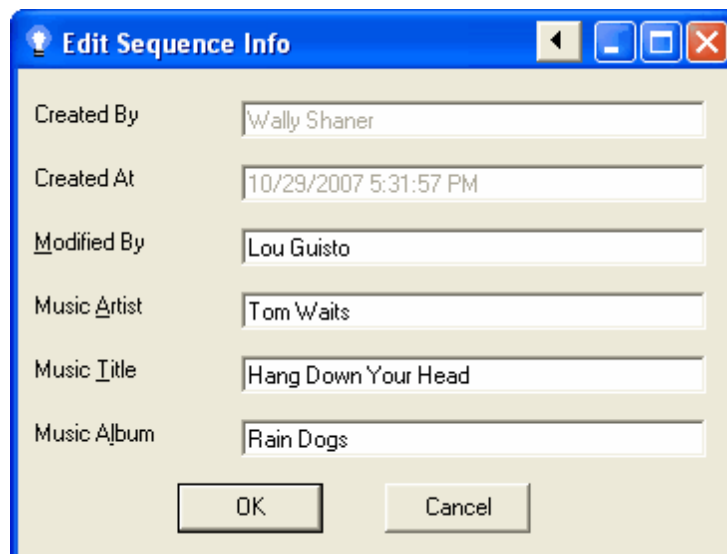 Edit Sequence Info
Created By Wally Shaner
Created At 10/29/2007 5:31:57 PM
Modified By Lou Guisto
Music Artist Tom Waits
Music Title Hang Down Your Head
Music Album Rain Dogs
OK Cancel